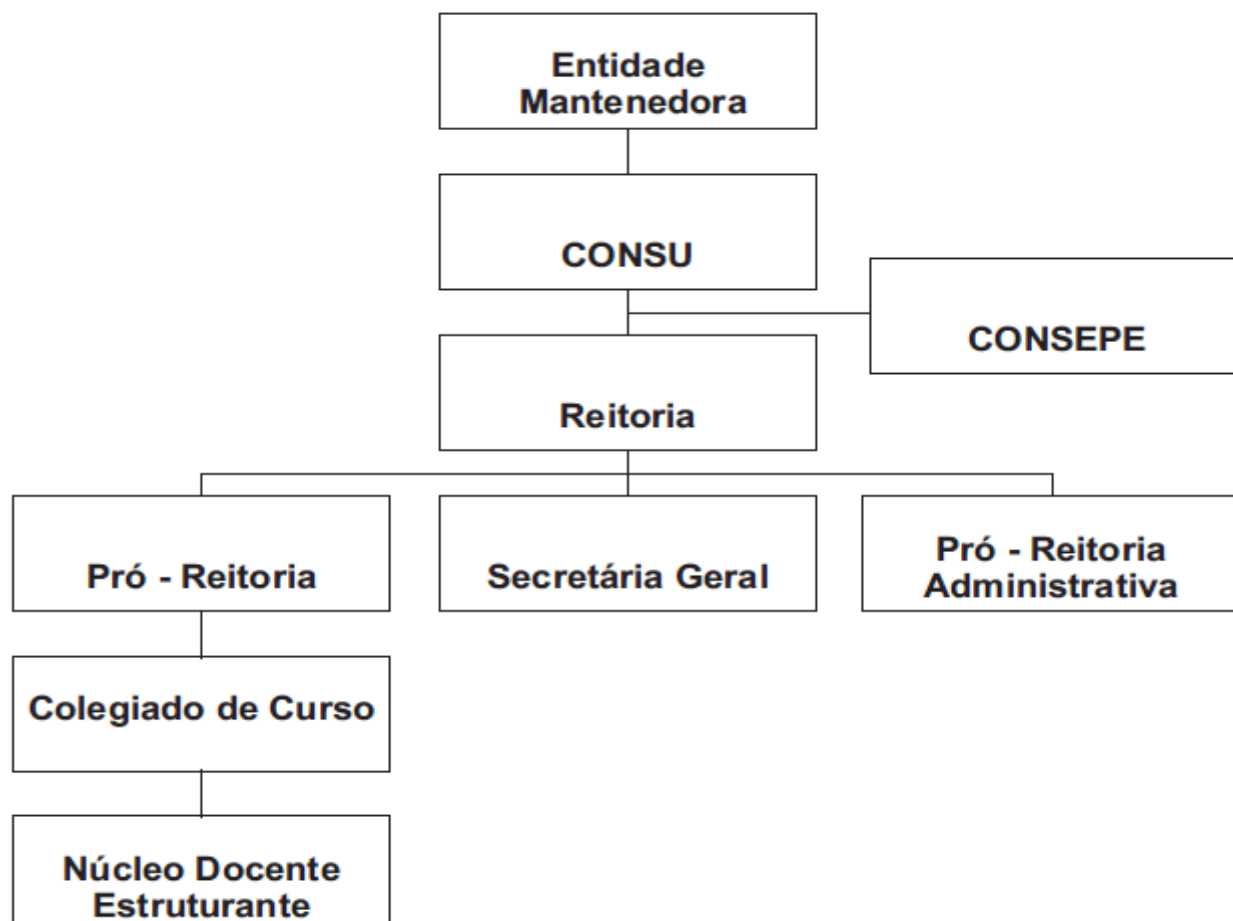 Entidade
Mantenedora
CONSU
CONSEPE
Reitoria
Pró - Reitoria
Secretária Geral
Pró - Reitoria
Administrativa
Colegiado de Curso
Núcleo Docente
Estruturante